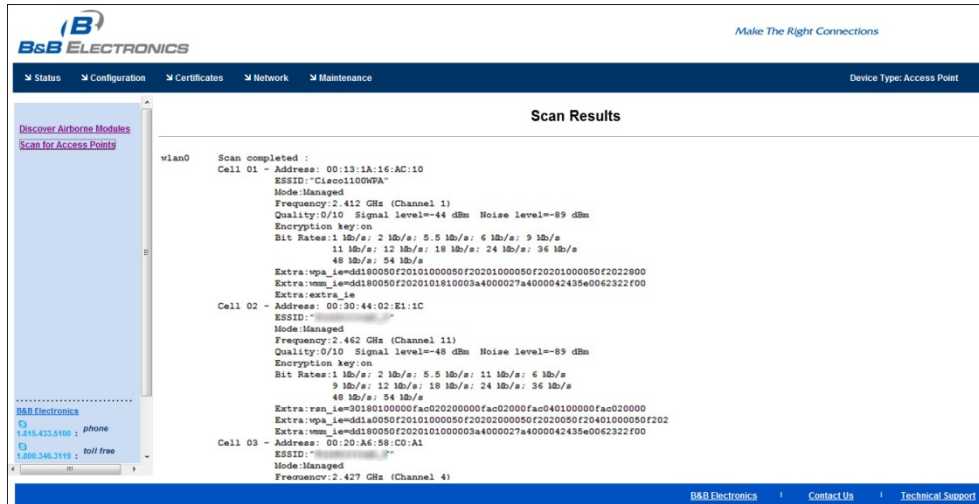 B&B ELECTRONICS
Make The Right Connections
Status Configuration Certificates Network Maintenance Device Type: Access Point
Discover Airborne Modules
Scan for Access Points
Scan Results
wlan0 Scan completed :
Cell 01 - Address: 00:13:1A:16:AC:10
ESSID:"Cisco1100WPA"
Mode:Managed
Frequency:2.412 GHz (Channel 1)
Quality:0/10 Signal level=-44 dBm Noise level=-89 dBm
Encryption key:on
Bit Rates:1 Mb/s; 2 Mb/s; 5.5 Mb/s; 6 Mb/s; 9 Mb/s
11 Mb/s; 12 Mb/s; 18 Mb/s; 24 Mb/s; 36 Mb/s
48 Mb/s; 54 Mb/s
Extra:wpa_ie=dd180050f20101000050f20201000050f20201000050f2022800
Extra:wmm_ie=dd180050f2020101810003a4000027a4000042435e0062322f00
Extra:extra_ie
Cell 02 - Address: 00:30:44:02:E1:1C
ESSID:"
Mode:Managed
Frequency:2.462 GHz (Channel 11)
Quality:0/10 Signal level=-48 dBm Noise level=-89 dBm
Encryption key:on
Bit Rates:1 Mb/s; 2 Mb/s; 5.5 Mb/s; 11 Mb/s; 6 Mb/s
9 Mb/s; 12 Mb/s; 18 Mb/s; 24 Mb/s; 36 Mb/s
48 Mb/s; 54 Mb/s
Extra:rsn_ie=30180100000fac020200000fac02000fac040100000fac020000
Extra:wpa_ie=dd1a0050f20101000050f20202000050f2020050f20401000050f202
Extra:wmm_ie=dd180050f2020101000003a4000027a4000042435e0062322f00
Cell 03 - Address: 00:20:A6:58:C0:A1
ESSID:"
Mode:Managed
Frequency:2.427 GHz (Channel 4)
B&B Electronics
1.815.433.5100 : phone
1.800.346.3119 : toll free
B&B Electronics | Contact Us | Technical Support